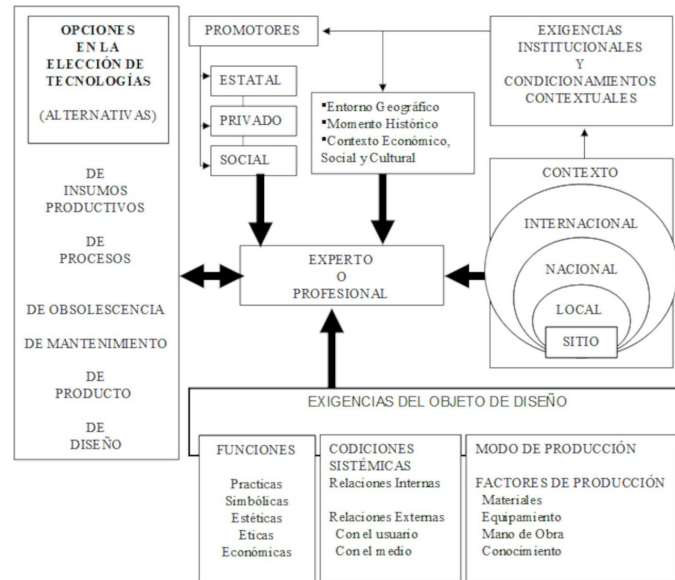 OPCIONES
EN LA
ELECCIÓN DE
TECNOLOGÍAS
(ALTERNATIVAS)
DE
INSUMOS
PRODUCTIVOS
DE
PROCESOS
DE OBSOLESCENCIA
DE MANTENIMIENTO
DE
PRODUCTO
DE
DISEÑO
PROMOTORES
ESTATAL
PRIVADO
SOCIAL
▪Entorno Geográfico
▪Momento Histórico
▪Contexto Económico,
Social y Cultural
EXIGENCIAS
INSTITUCIONALES
Y
CONDICIONAMIENTOS
CONTEXTUALES
CONTEXTO
INTERNACIONAL
NACIONAL
LOCAL
SITIO
EXPERTO
O
PROFESIONAL
EXIGENCIAS DEL OBJETO DE DISEÑO
FUNCIONES
Practicas
Simbólicas
Estéticas
Eticas
Económicas
CODICIONES
SISTÉMICAS
Relaciones Internas
Relaciones Externas
Con el usuario
Con el medio
MODO DE PRODUCCIÓN
FACTORES DE PRODUCCIÓN
Materiales
Equipamiento
Mano de Obra
Conocimiento